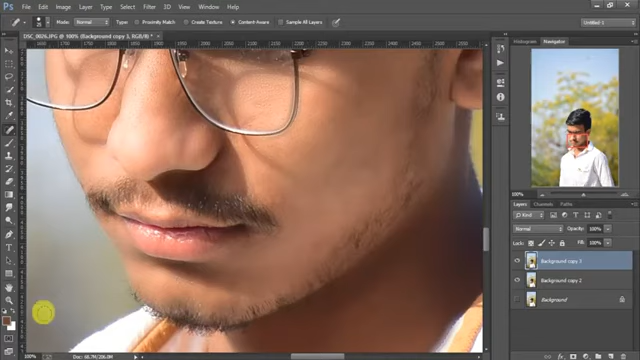 Ps File Edit Image Layer Type Select Filter 3D View Window Help
Mode: Normal Type: Proximity Match Create Texture Content-Aware Sample All Layers
25
Untitled 1
DSC_0026.JPG @ 100% (Background copy 3, RGB/8) *
Histogram Navigator
100%
Layers Channels Paths
Kind
Normal Opacity: 100%
Lock: Fill: 100%
Background copy 3
Background copy 2
Background
100% Doc: 68.7M/206.0M